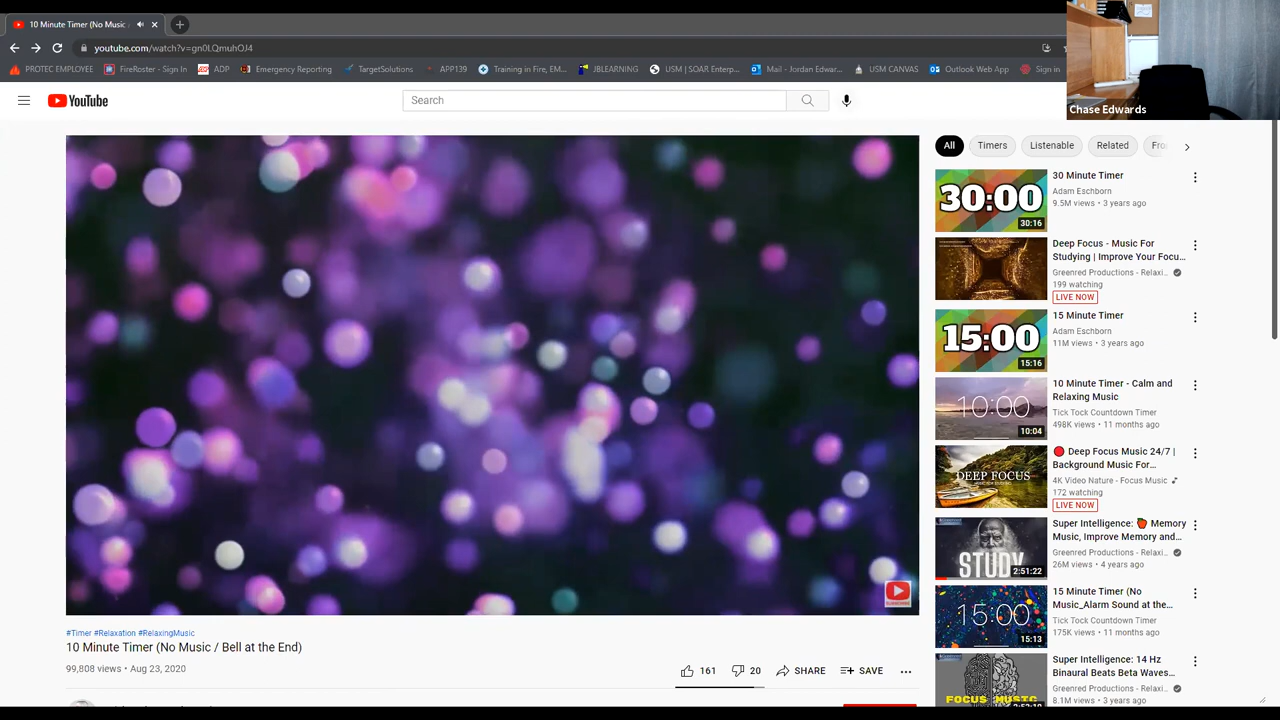 10 Minute Timer (No Music
youtube.com/watch?v=gn0LQmuhOJ4
PROTEC EMPLOYEE
FireRoster - Sign In
ADP
Emergency Reporting
TargetSolutions
APP139
Training in Fire, EM...
JBLEARNING
USM | SOAR Enterp...
Mail - Jordan Edwar...
USM CANVAS
Outlook Web App
Sign in
Chase Edwards
YouTube
Search
All
Timers
Listenable
Related
Fro
30:00
30:16
30 Minute Timer
Adam Eschborn
9.5M views • 3 years ago
Deep Focus - Music For
Studying | Improve Your Focu...
Greenred Productions - Relaxi...
199 watching
LIVE NOW
15:00
15:16
15 Minute Timer
Adam Eschborn
11M views • 3 years ago
10:00
10:04
10 Minute Timer - Calm and
Relaxing Music
Tick Tock Countdown Timer
498K views • 11 months ago
DEEP FOCUS
Deep Focus Music 24/7 |
Background Music For...
4K Video Nature - Focus Music
172 watching
LIVE NOW
STUDY
2:51:22
Super Intelligence: 🍎 Memory
Music, Improve Memory and...
Greenred Productions - Relaxi...
26M views • 4 years ago
15:00
15:13
15 Minute Timer (No
Music_Alarm Sound at the...
Tick Tock Countdown Timer
175K views • 11 months ago
FOCUS MUSIC
Super Intelligence: 14 Hz
Binaural Beats Beta Waves...
Greenred Productions - Relaxi...
8.1M views • 3 years ago
SUBSCRIBE
#Timer #Relaxation #RelaxingMusic
10 Minute Timer (No Music / Bell at the End)
99,808 views • Aug 23, 2020
161
20
SHARE
SAVE